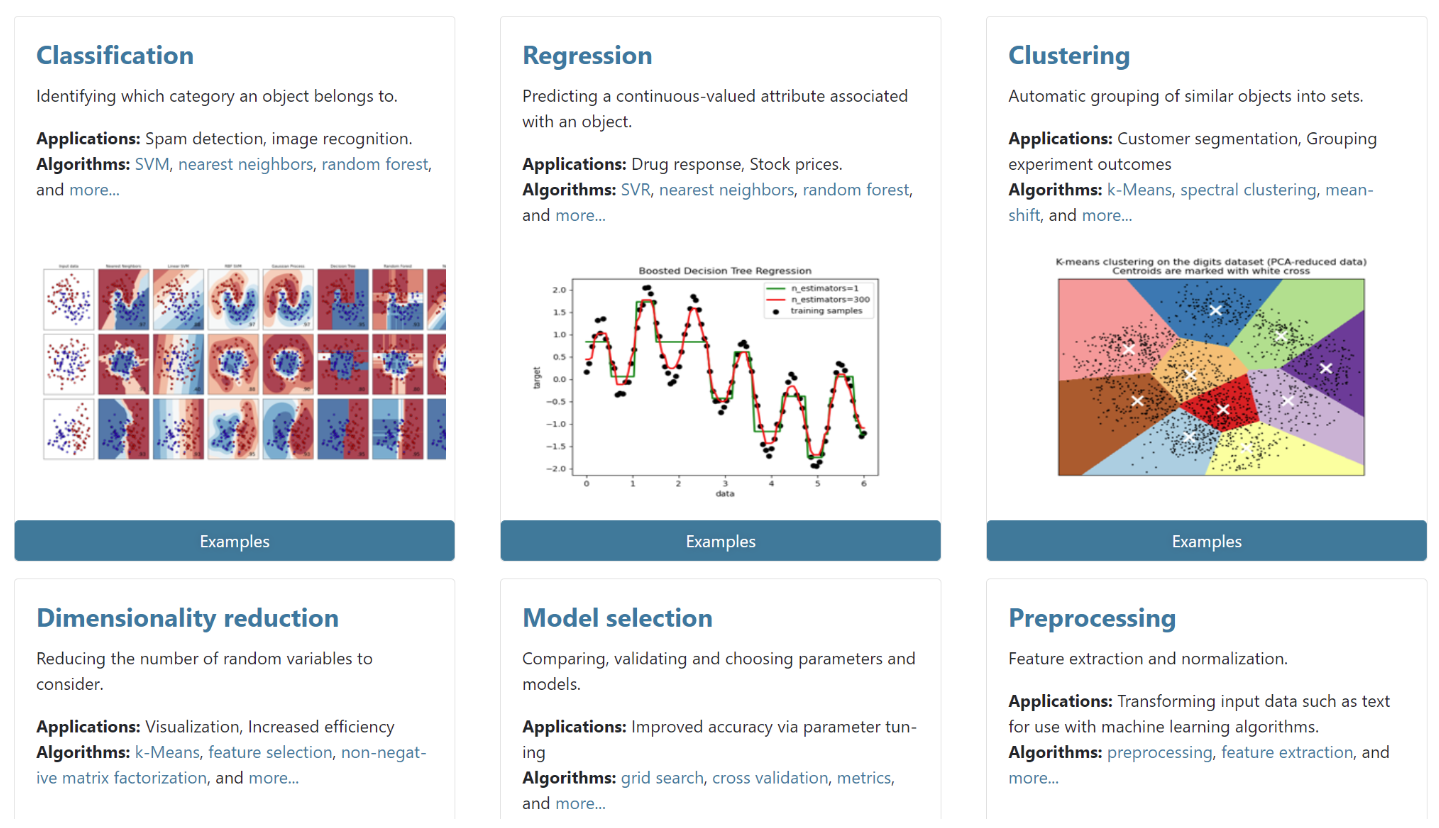 Classification
Identifying which category an object belongs to.
Applications: Spam detection, image recognition.
Algorithms: SVM, nearest neighbors, random forest,
and more...
Input data
Nearest Neighbors
Linear SVM
RBF SVM
Gaussian Process
Decision Tree
Random Forest
Examples
Regression
Predicting a continuous-valued attribute associated
with an object.
Applications: Drug response, Stock prices.
Algorithms: SVR, nearest neighbors, random forest,
and more...
Boosted Decision Tree Regression
n_estimators=1
n_estimators=300
training samples
target
2.0
1.5
1.0
0.5
0.0
−0.5
−1.0
−1.5
−2.0
0 1 2 3 4 5 6
data
Examples
Clustering
Automatic grouping of similar objects into sets.
Applications: Customer segmentation, Grouping
experiment outcomes
Algorithms: k-Means, spectral clustering, mean-
shift, and more...
K-means clustering on the digits dataset (PCA-reduced data)
Centroids are marked with white cross
Examples
Dimensionality reduction
Reducing the number of random variables to
consider.
Applications: Visualization, Increased efficiency
Algorithms: k-Means, feature selection, non-negat-
ive matrix factorization, and more...
Model selection
Comparing, validating and choosing parameters and
models.
Applications: Improved accuracy via parameter tun-
ing
Algorithms: grid search, cross validation, metrics,
and more...
Preprocessing
Feature extraction and normalization.
Applications: Transforming input data such as text
for use with machine learning algorithms.
Algorithms: preprocessing, feature extraction, and
more...